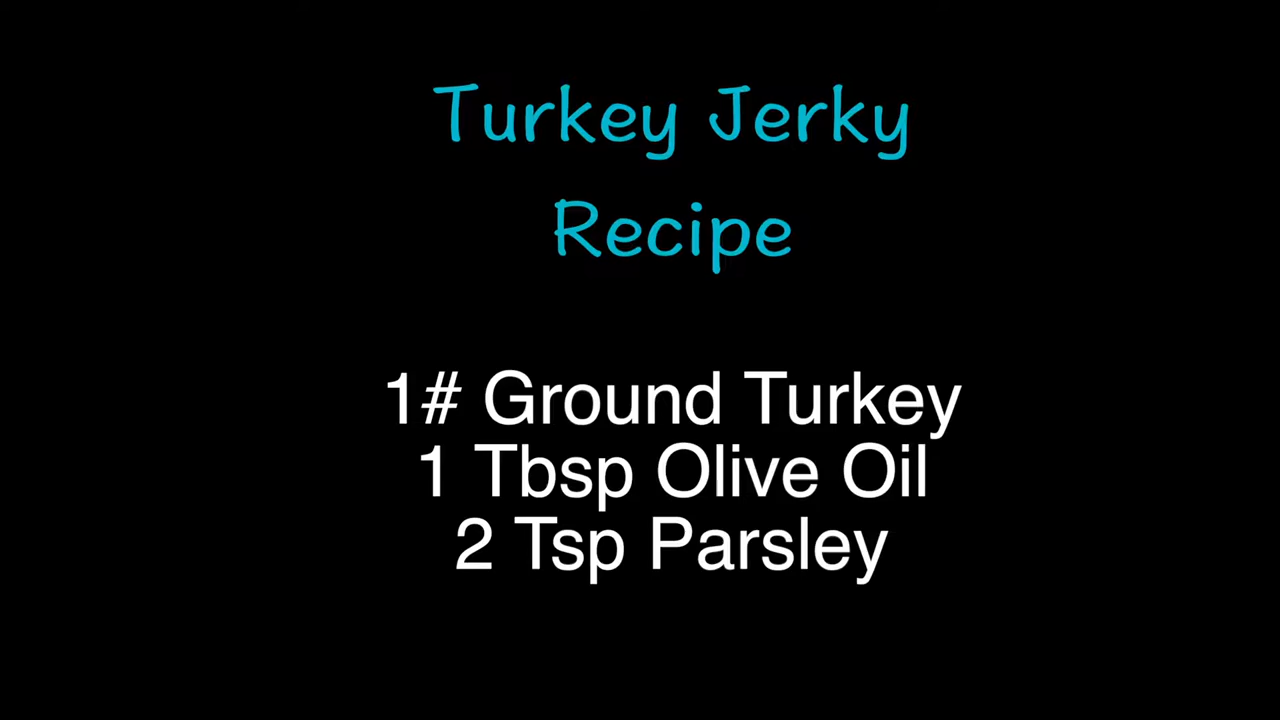 Turkey Jerky
Recipe
1# Ground Turkey
1 Tbsp Olive Oil
2 Tsp Parsley